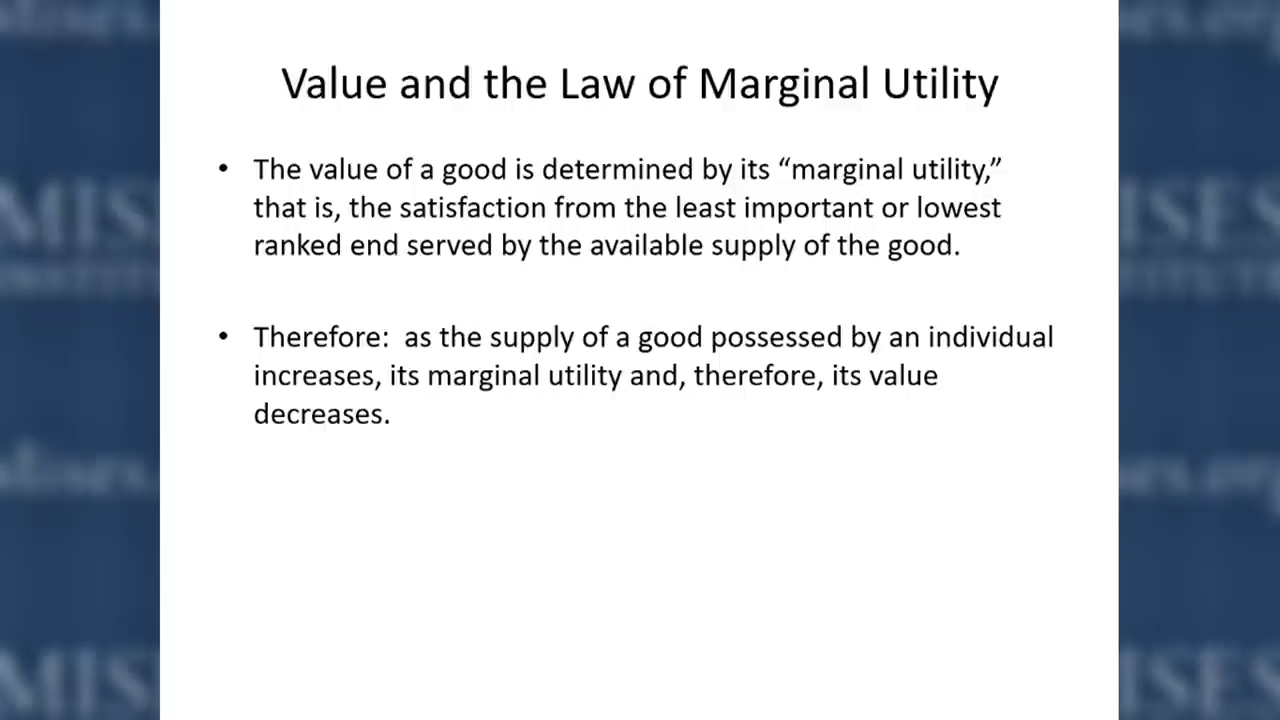 Value and the Law of Marginal Utility
• The value of a good is determined by its “marginal utility,”
that is, the satisfaction from the least important or lowest
ranked end served by the available supply of the good.
• Therefore:  as the supply of a good possessed by an individual
increases, its marginal utility and, therefore, its value
decreases.